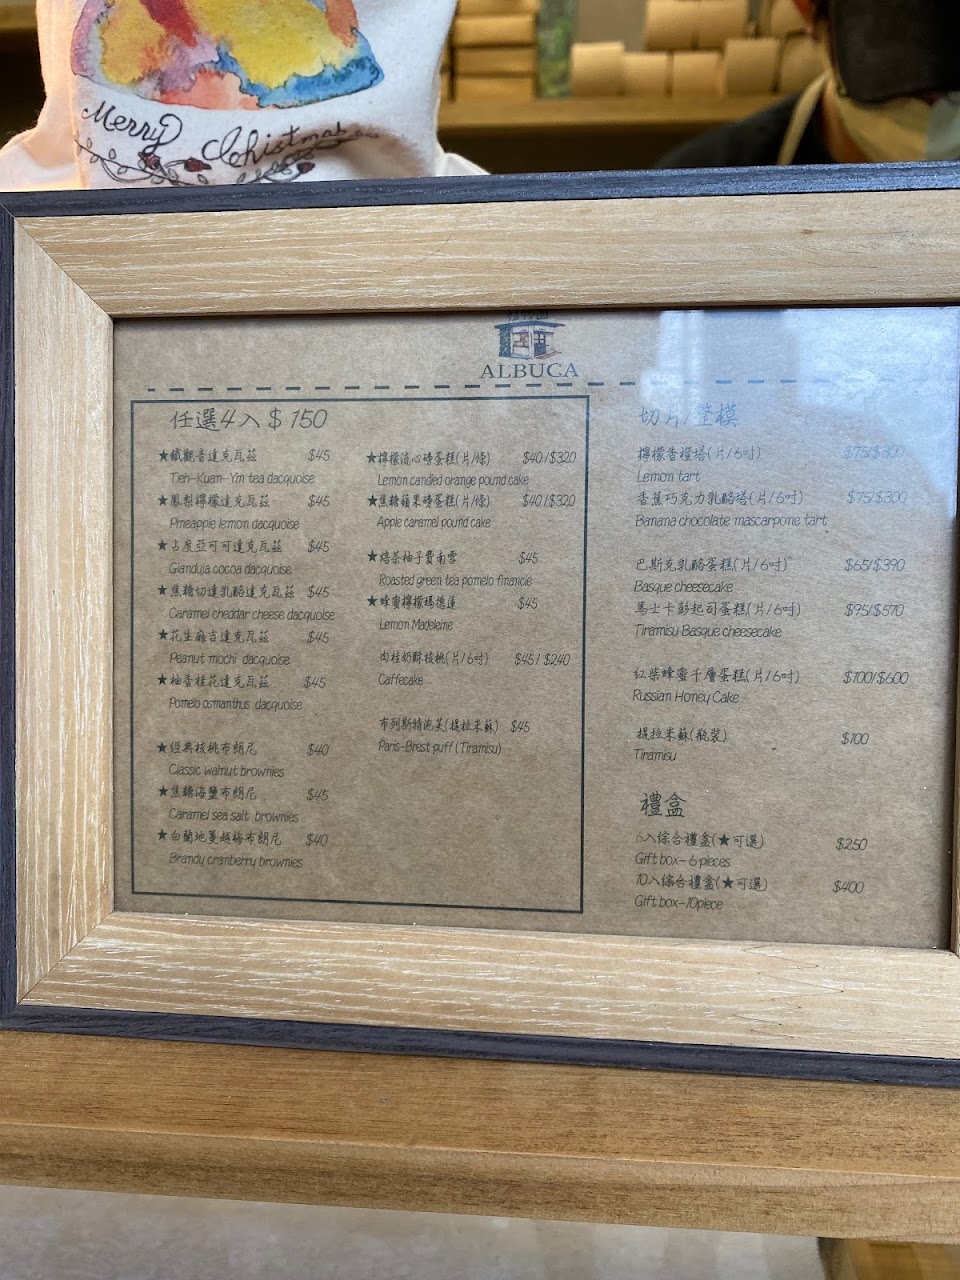 Merry Chistmas
ALBUCA
任選4入 $ 150
★鐵觀音達克瓦茲 $45
Tieh-Kuan-Yin tea dacquoise
★鳳梨檸檬達克瓦茲 $45
Pineapple lemon dacquoise
★占度亞可可達克瓦茲 $45
Gianduja cocoa dacquoise
★焦糖切達乳酪達克瓦茲 $45
Caramel cheddar cheese dacquoise
★花生麻吉達克瓦茲 $45
Peanut mochi dacquoise
★柚香桂花達克瓦茲 $45
Pomelo osmanthus dacquoise
★經典核桃布朗尼 $40
Classic walnut brownies
★焦糖海鹽布朗尼 $45
Caramel sea salt brownies
★白蘭地蔓越梅布朗尼 $40
Brandy cranberry brownies
★檸檬清心磅蛋糕(片/條) $40/$320
Lemon candied orange pound cake
★焦糖蘋果磅蛋糕(片/條) $40/$320
Apple caramel pound cake
★焙茶柚子費南雪 $45
Roasted green tea pomelo financie
★蜂蜜檸檬瑪德蓮 $45
Lemon Madeleine
肉桂奶酥核桃(片/6吋) $45/$240
Caffecake
布列斯特泡芙(提拉米蘇) $45
Paris-Brest puff (Tiramisu)
切片/整模
檸檬香橙塔(片/6吋) $75/$300
Lemon tart
香蕉巧克力乳酪塔(片/6吋) $75/$300
Banana chocolate mascarpone tart
巴斯克乳酪蛋糕(片/6吋) $65/$390
Basque cheesecake
馬士卡彭起司蛋糕(片/6吋) $95/$570
Tiramisu Basque cheesecake
紅柴蜂蜜千層蛋糕(片/6吋) $100/$600
Russian Honey Cake
提拉米蘇(瓶裝) $100
Tiramisu
禮盒
6入綜合禮盒(★可選) $250
Gift box-6 pieces
10入綜合禮盒(★可選) $400
Gift box-10piece